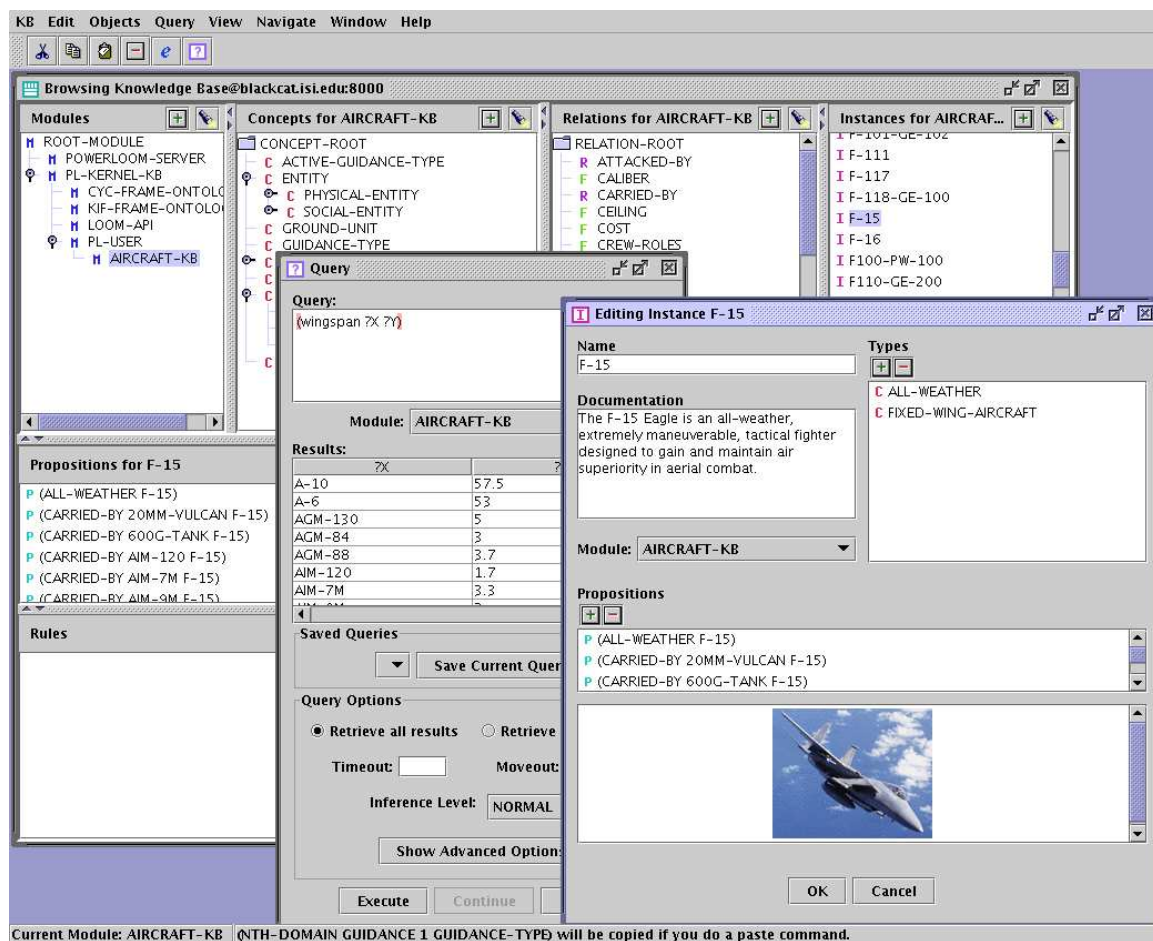 KB Edit Objects Query View Navigate Window Help
Browsing Knowledge Base@blackcat.isi.edu:8000
Modules
ROOT-MODULE
POWERLOOM-SERVER
PL-KERNEL-KB
CYC-FRAME-ONTOLO
KIF-FRAME-ONTOLO
LOOM-API
PL-USER
AIRCRAFT-KB
Concepts for AIRCRAFT-KB
CONCEPT-ROOT
C ACTIVE-GUIDANCE-TYPE
C ENTITY
C PHYSICAL-ENTITY
C SOCIAL-ENTITY
C GROUND-UNIT
C GUIDANCE-TYPE
C
C
C
C
Relations for AIRCRAFT-KB
RELATION-ROOT
R ATTACKED-BY
F CALIBER
R CARRIED-BY
F CEILING
F COST
F CREW-ROLES
Instances for AIRCRAF...
I F-101-GE-102
I F-111
I F-117
I F-118-GE-100
I F-15
I F-16
I F100-PW-100
I F110-GE-200
Propositions for F-15
P (ALL-WEATHER F-15)
P (CARRIED-BY 20MM-VULCAN F-15)
P (CARRIED-BY 600G-TANK F-15)
P (CARRIED-BY AIM-120 F-15)
P (CARRIED-BY AIM-7M F-15)
P (CARRIED-BY AIM-9M F-15)
Rules
? Query
Query:
(wingspan ?X ?Y)
Module: AIRCRAFT-KB
Results:
?X ?
A-10 57.5
A-6 53
AGM-130 5
AGM-84 3
AGM-88 3.7
AIM-120 1.7
AIM-7M 3.3
Saved Queries
Save Current Quer
Query Options
Retrieve all results Retrieve
Timeout: Moveout:
Inference Level: NORMAL
Show Advanced Option
Execute Continue
I Editing Instance F-15
Name
F-15
Documentation
The F-15 Eagle is an all-weather,
extremely maneuverable, tactical fighter
designed to gain and maintain air
superiority in aerial combat.
Module: AIRCRAFT-KB
Types
C ALL-WEATHER
C FIXED-WING-AIRCRAFT
Propositions
P (ALL-WEATHER F-15)
P (CARRIED-BY 20MM-VULCAN F-15)
P (CARRIED-BY 600G-TANK F-15)
OK Cancel
Current Module: AIRCRAFT-KB (NTH-DOMAIN GUIDANCE 1 GUIDANCE-TYPE) will be copied if you do a paste command.